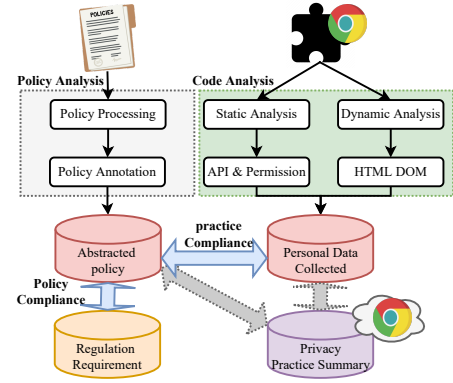 POLICIES
Policy Analysis
Code Analysis
Policy Processing
Static Analysis
Dynamic Analysis
Policy Annotation
API & Permission
HTML DOM
practice
Compliance
Abstracted
policy
Personal Data
Collected
Policy
Compliance
Regulation
Requirement
Privacy
Practice Summary